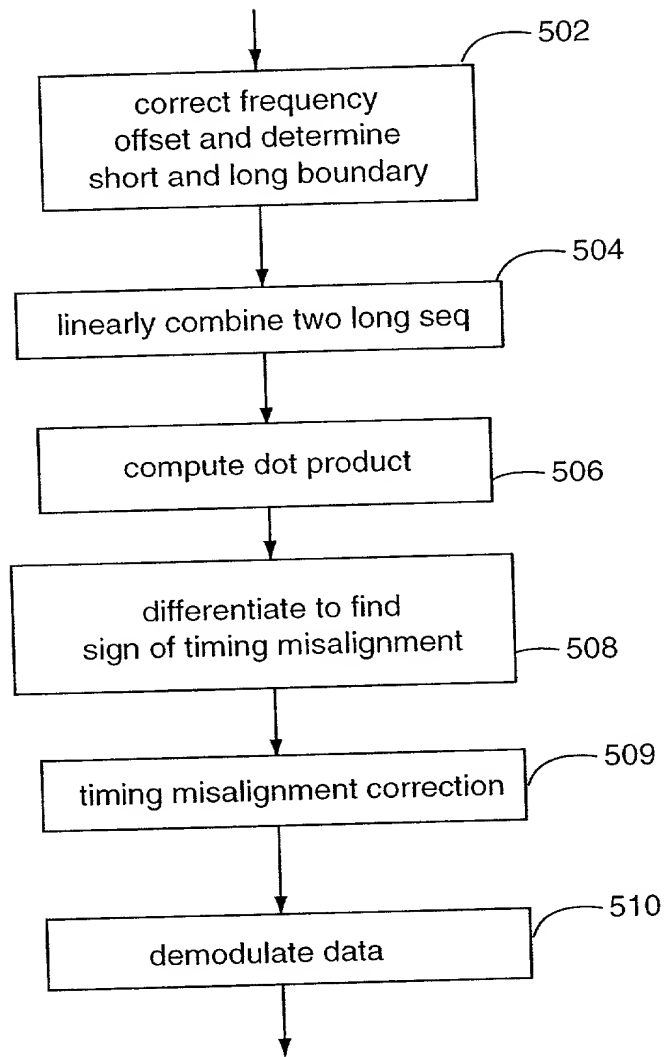 502
correct frequency
offset and determine
short and long boundary
504
linearly combine two long seq
compute dot product
506
differentiate to find
sign of timing misalignment
508
509
timing misalignment correction
510
demodulate data